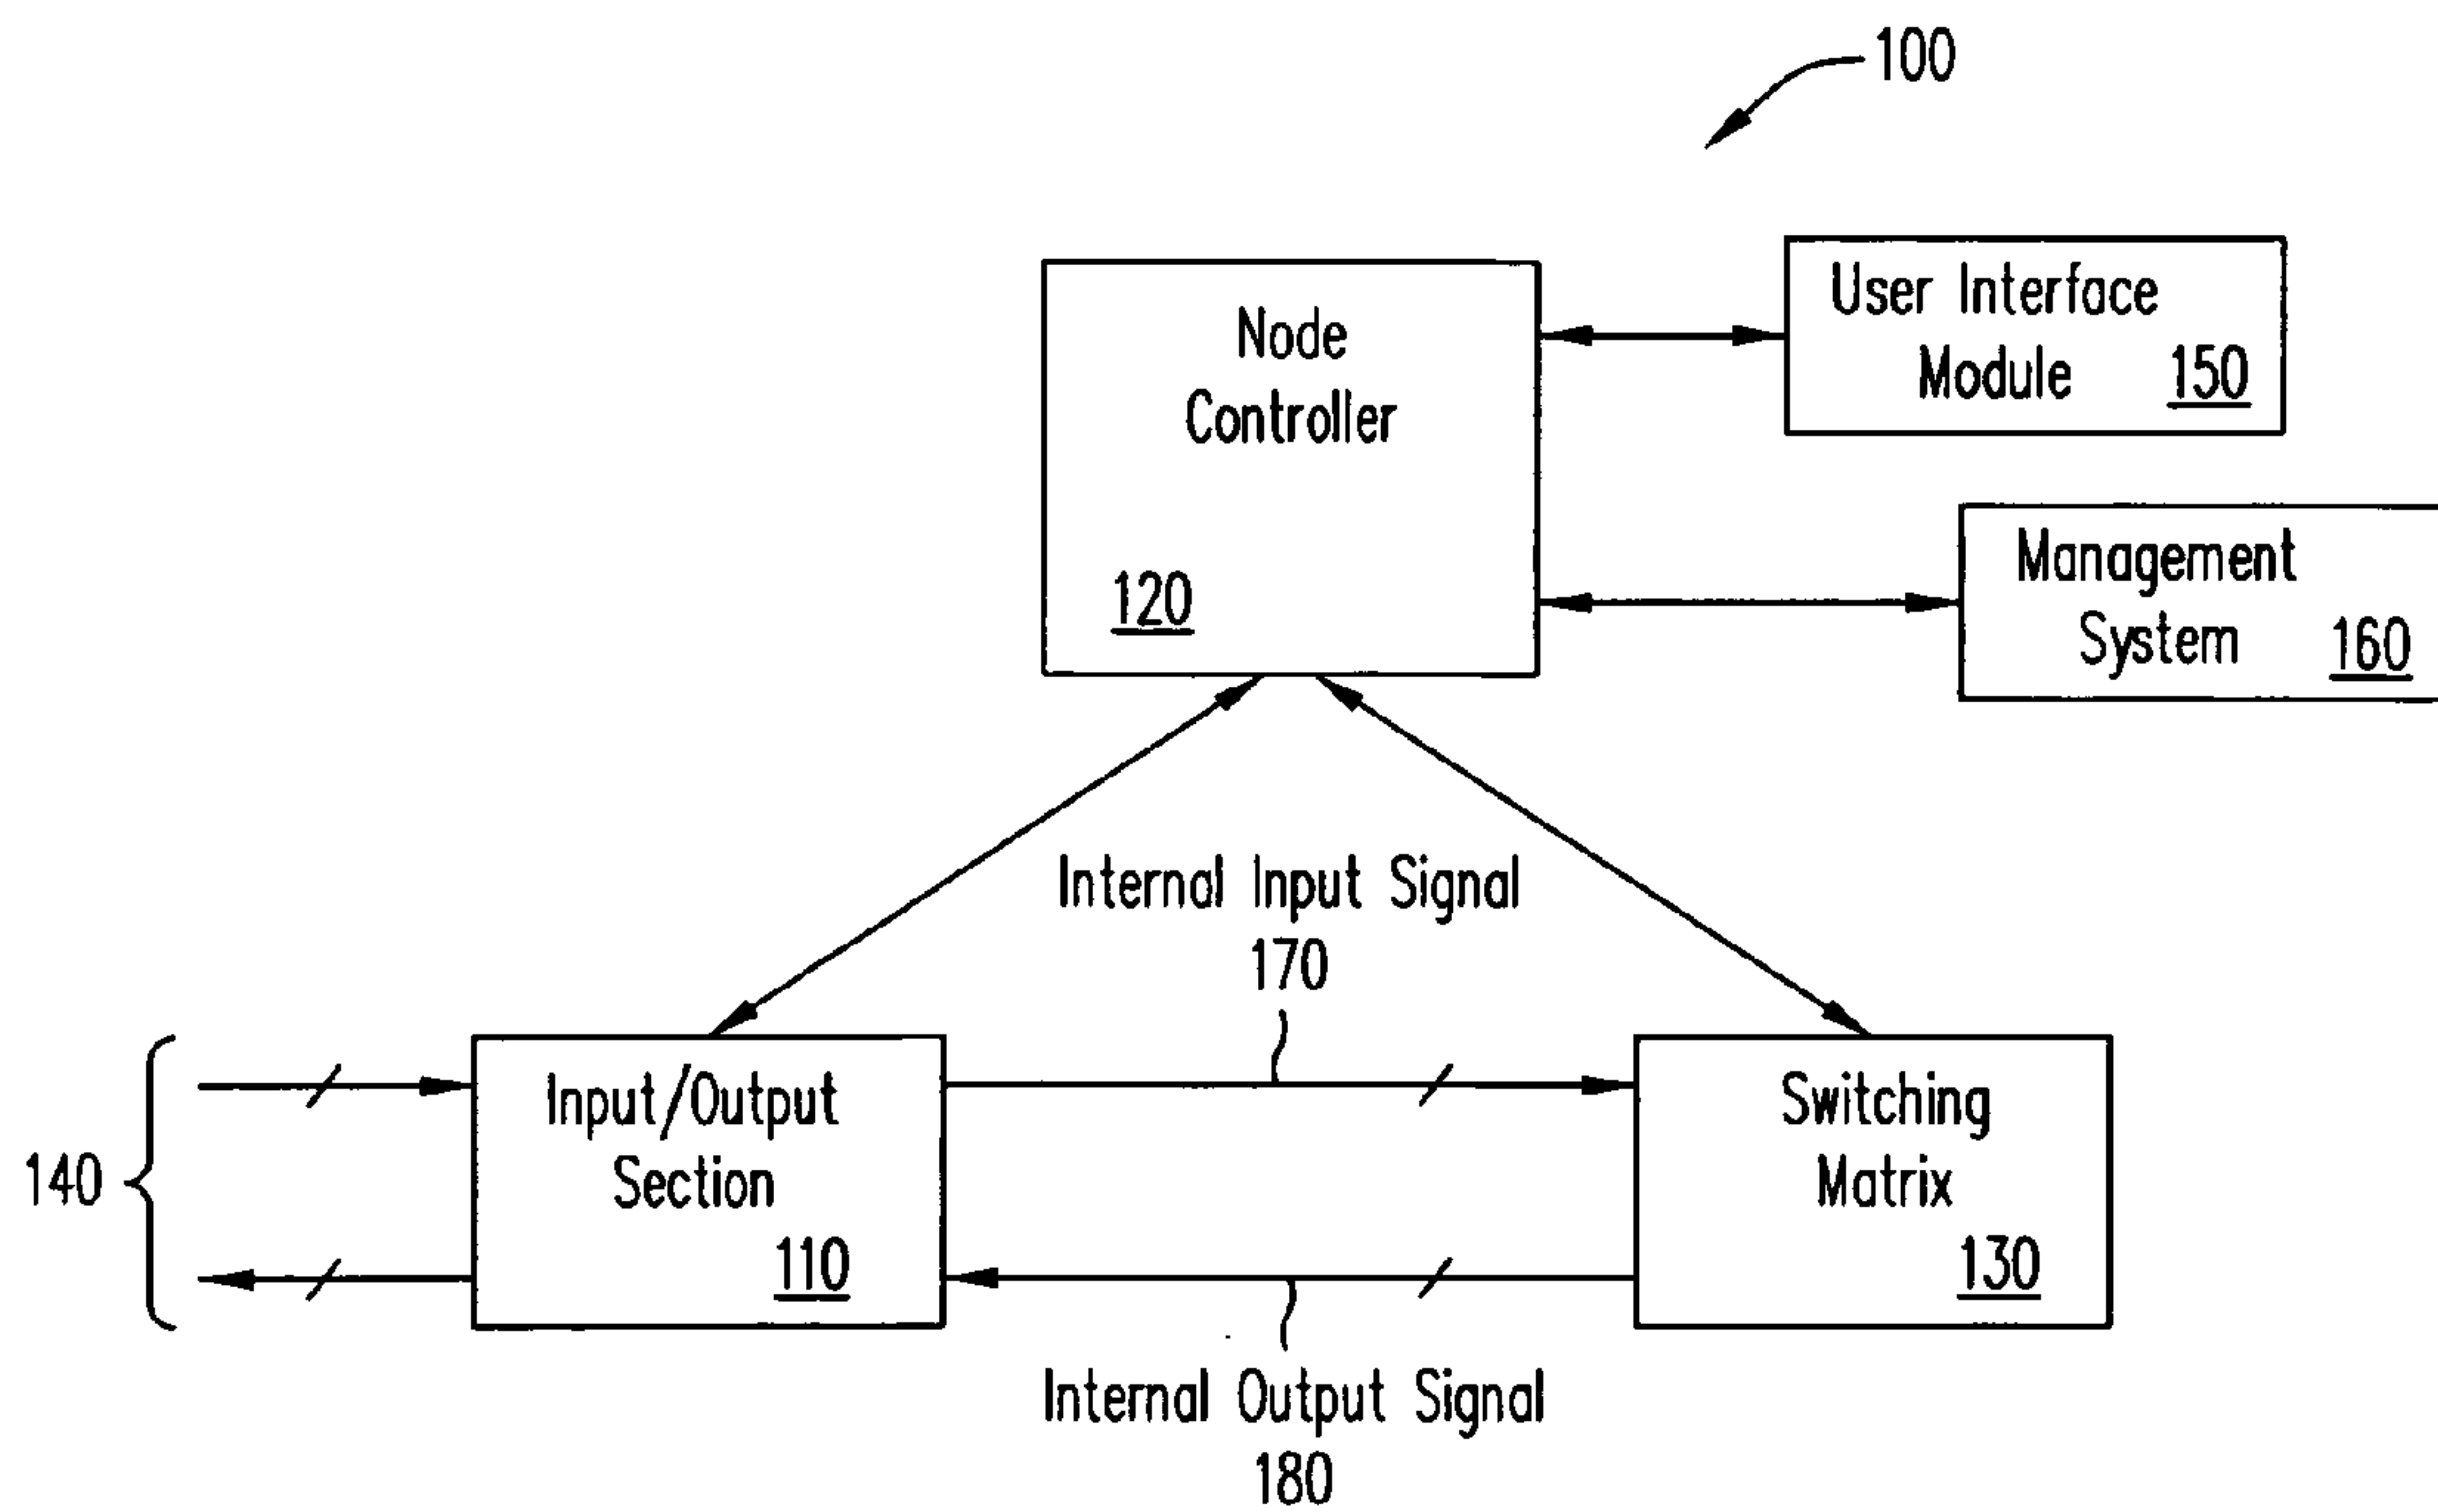 100
Node
Controller
120
User Interface
Module 150
Management
System 160
Internal Input Signal
170
140
Input/Output
Section
110
Switching
Matrix
130
Internal Output Signal
180